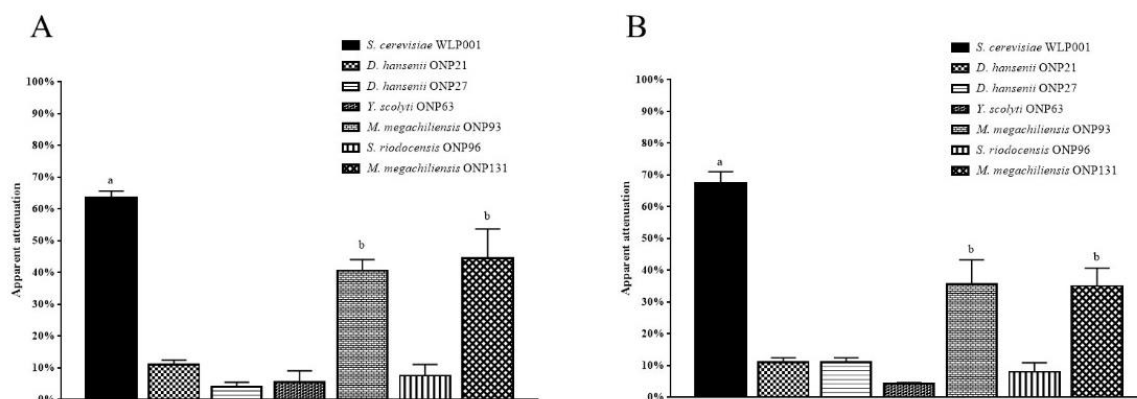 A
S. cerevisiae WLP001
D. hansenii ONP21
D. hansenii ONP27
Y. scolyti ONP63
M. megachiliensis ONP93
S. riodocensis ONP96
M. megachiliensis ONP131
Apparent attenuation
100%
90%
80%
70%
60%
50%
40%
30%
20%
10%
0%
a
b
b
B
S. cerevisiae WLP001
D. hansenii ONP21
D. hansenii ONP27
Y. scolyti ONP63
M. megachiliensis ONP93
S. riodocensis ONP96
M. megachiliensis ONP131
Apparent attenuation
100%
90%
80%
70%
60%
50%
40%
30%
20%
10%
0%
a
b
b